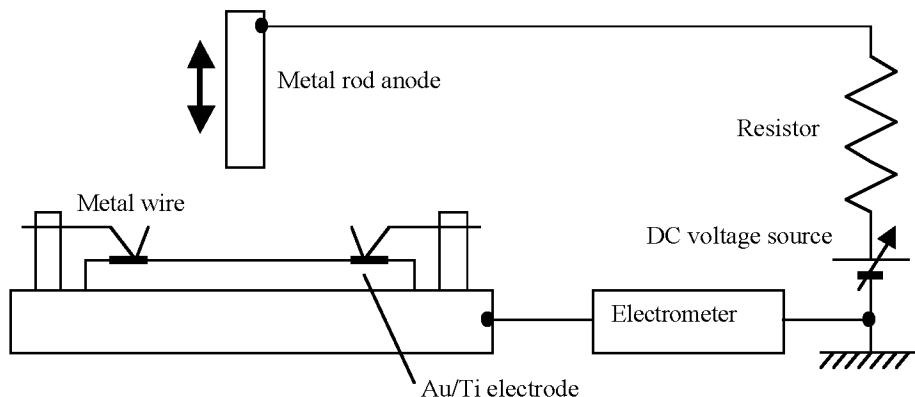 Metal rod anode
Resistor
Metal wire
DC voltage source
Electrometer
Au/Ti electrode